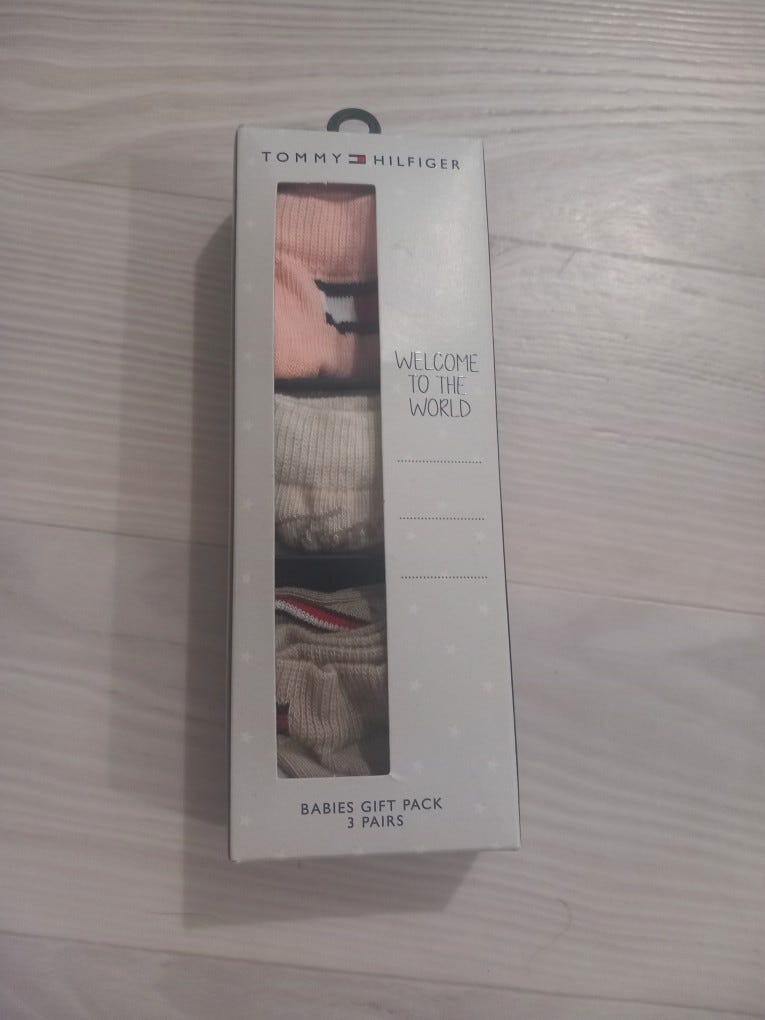 TOMMY HILFIGER
WELCOME
TO THE
WORLD
BABIES GIFT PACK
3 PAIRS